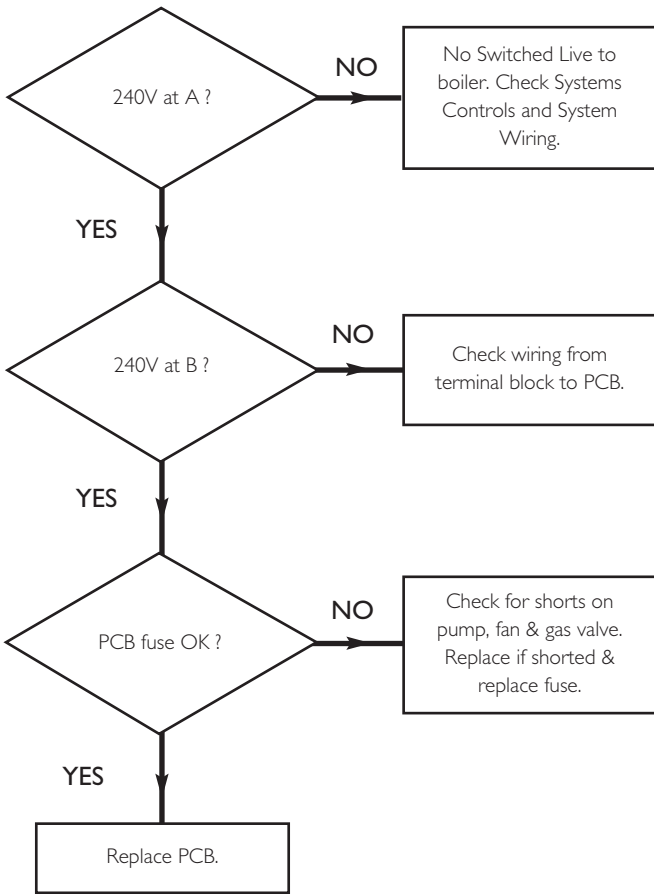 240V at A ?
NO
No Switched Live to
boiler. Check Systems
Controls and System
Wiring.
YES
240V at B ?
NO
Check wiring from
terminal block to PCB.
YES
PCB fuse OK ?
NO
Check for shorts on
pump, fan & gas valve.
Replace if shorted &
replace fuse.
YES
Replace PCB.